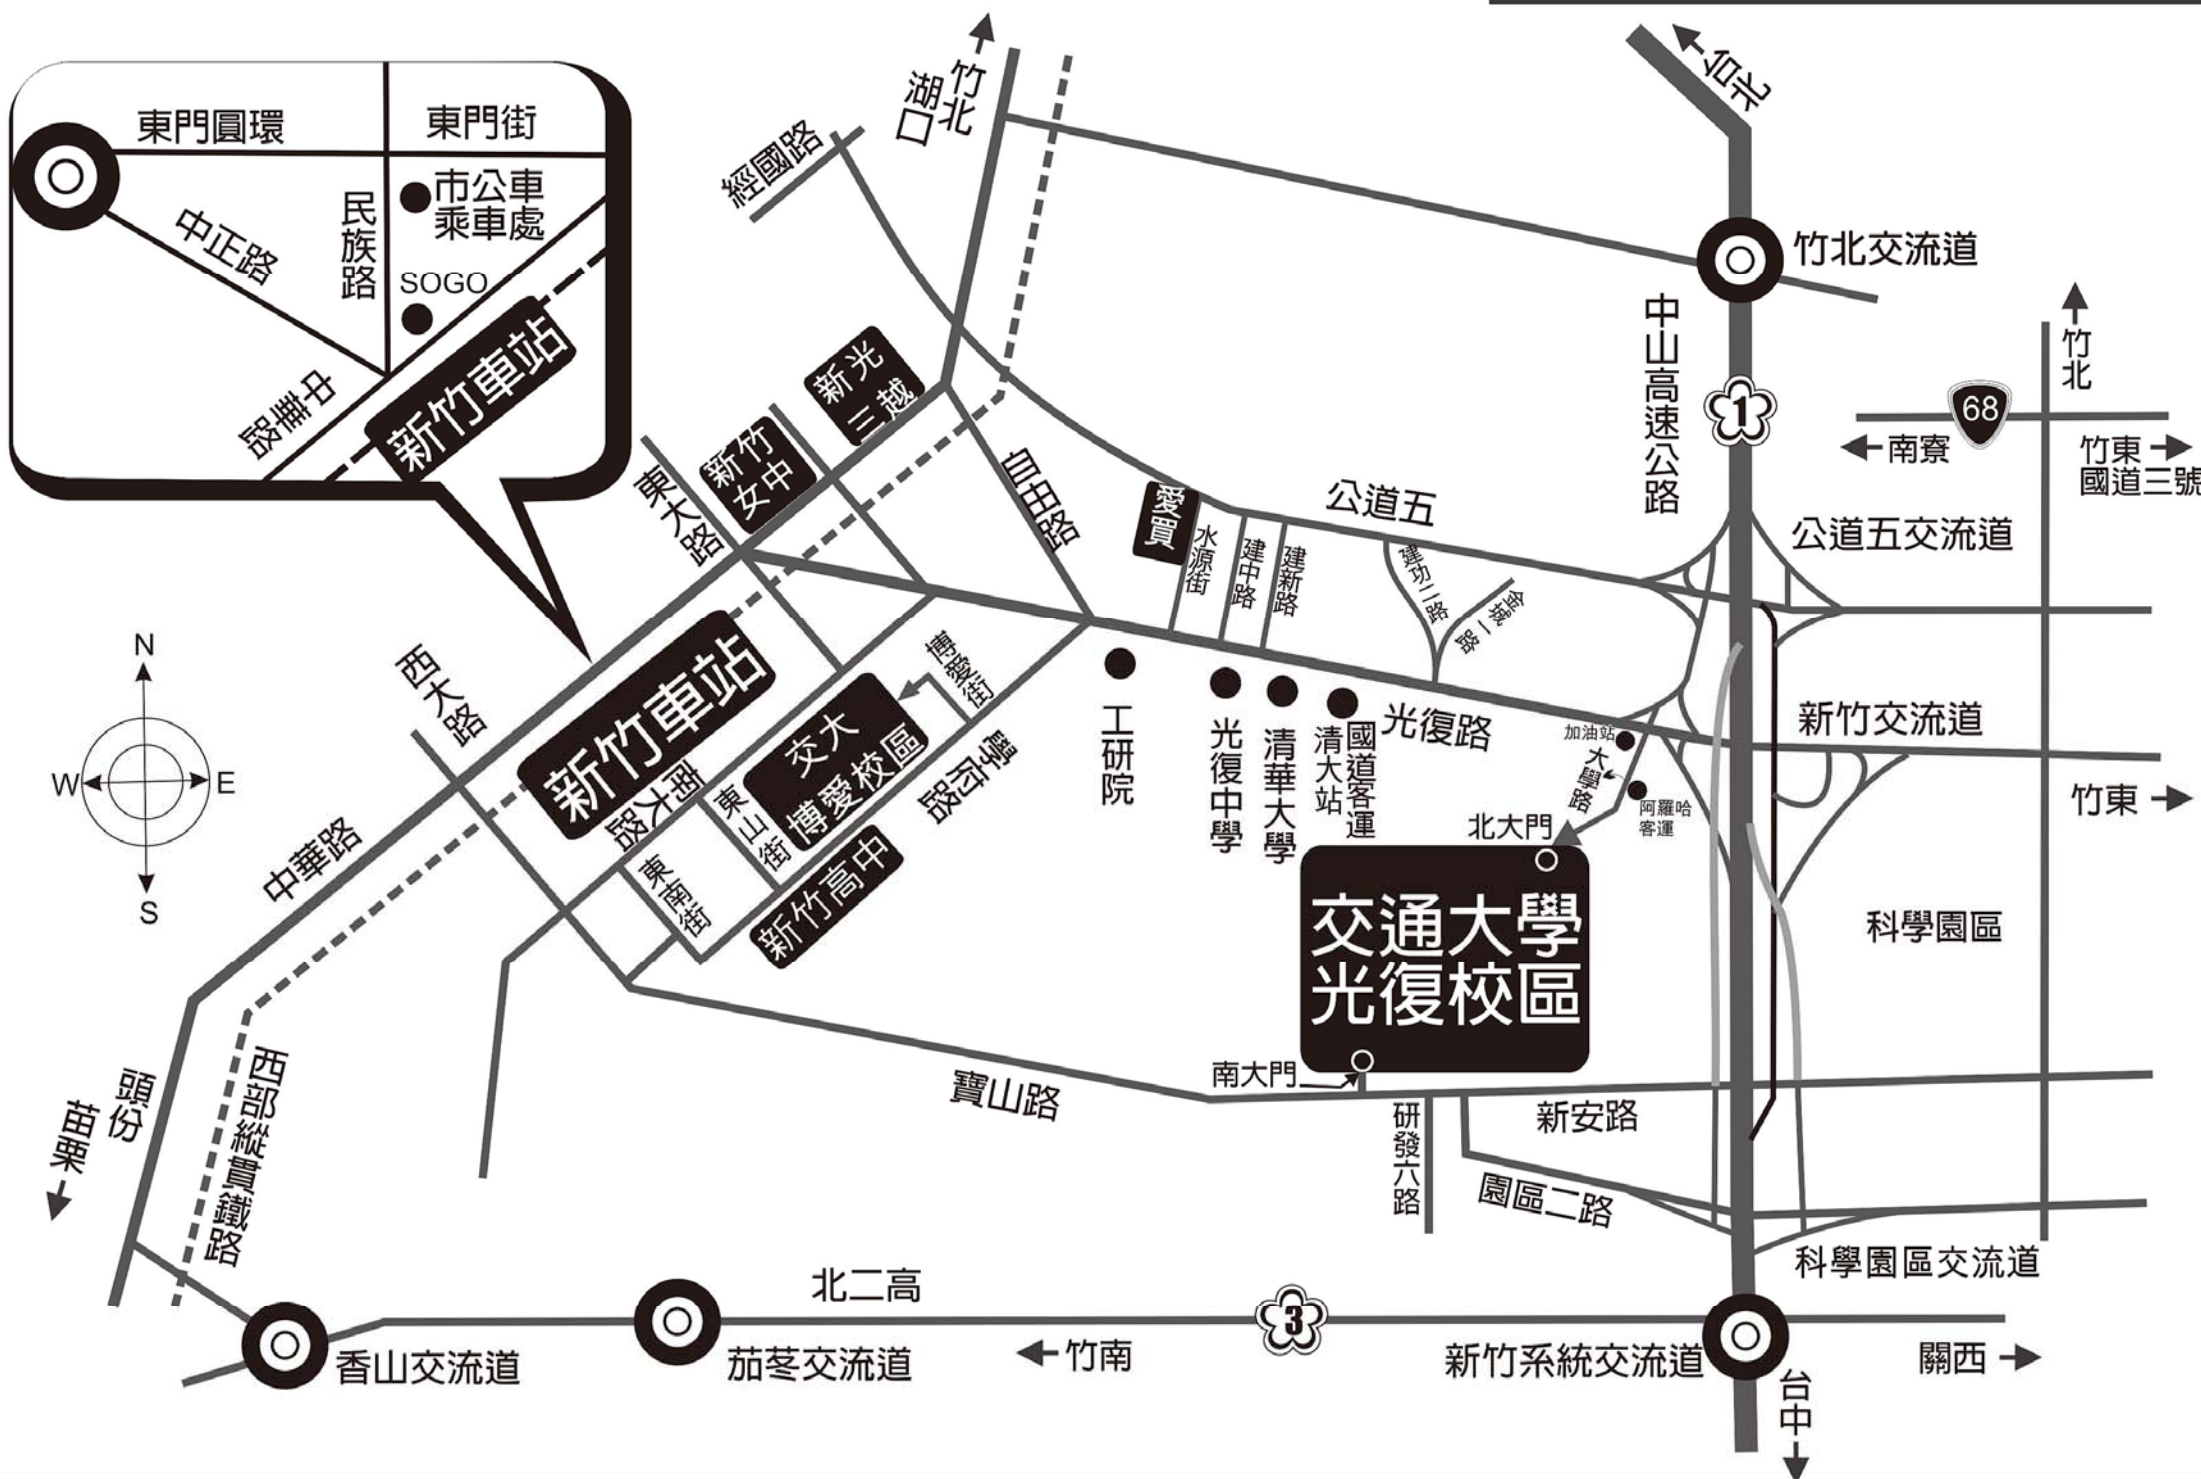 東門圓環
東門街
市公車
乘車處
民族路
中正路
SOGO
中華路
新竹車站
竹北
湖口
經國路
台北
竹北交流道
中山高速公路
1
竹北
68
南寮
竹東
國道三號
新光
三越
新竹
女中
東大路
自由路
愛買
水源街
建中路
建新路
公道五
建功二路
金城一路
公道五交流道
N
W
E
S
西大路
新竹車站
南大路
博愛街
交大
博愛校區
學府路
東山街
東南街
新竹高中
工研院
光復中學
清華大學
國道客運
清大站
光復路
加油站
大學路
阿羅哈
客運
新竹交流道
竹東
北大門
交通大學
光復校區
南大門
科學園區
中華路
頭份
苗栗
西部縱貫鐵路
寶山路
研發六路
新安路
園區二路
科學園區交流道
北二高
3
香山交流道
茄苳交流道
竹南
新竹系統交流道
關西
台中